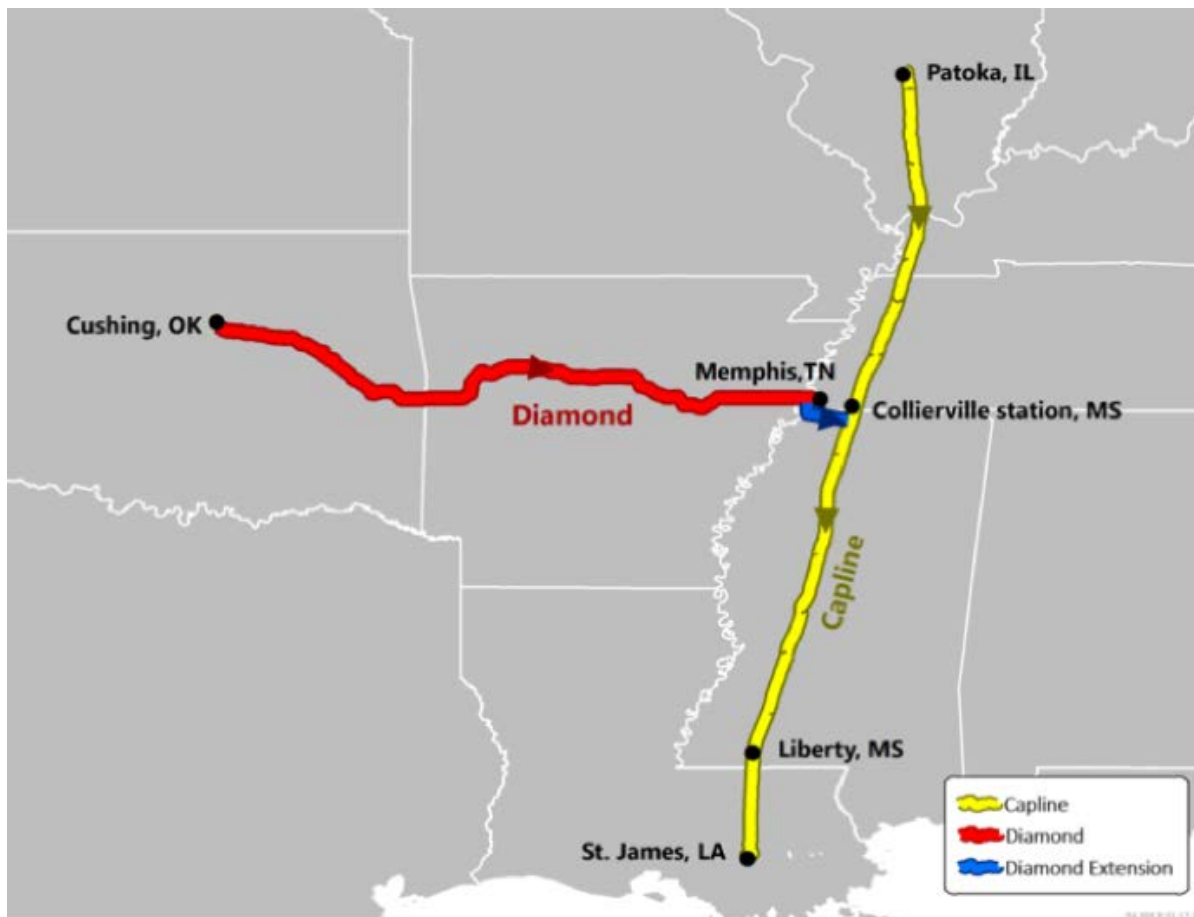 Patoka, IL
Cushing, OK
Memphis,TN
Diamond
Collierville station, MS
Capline
Liberty, MS
St. James, LA
Capline
Diamond
Diamond Extension